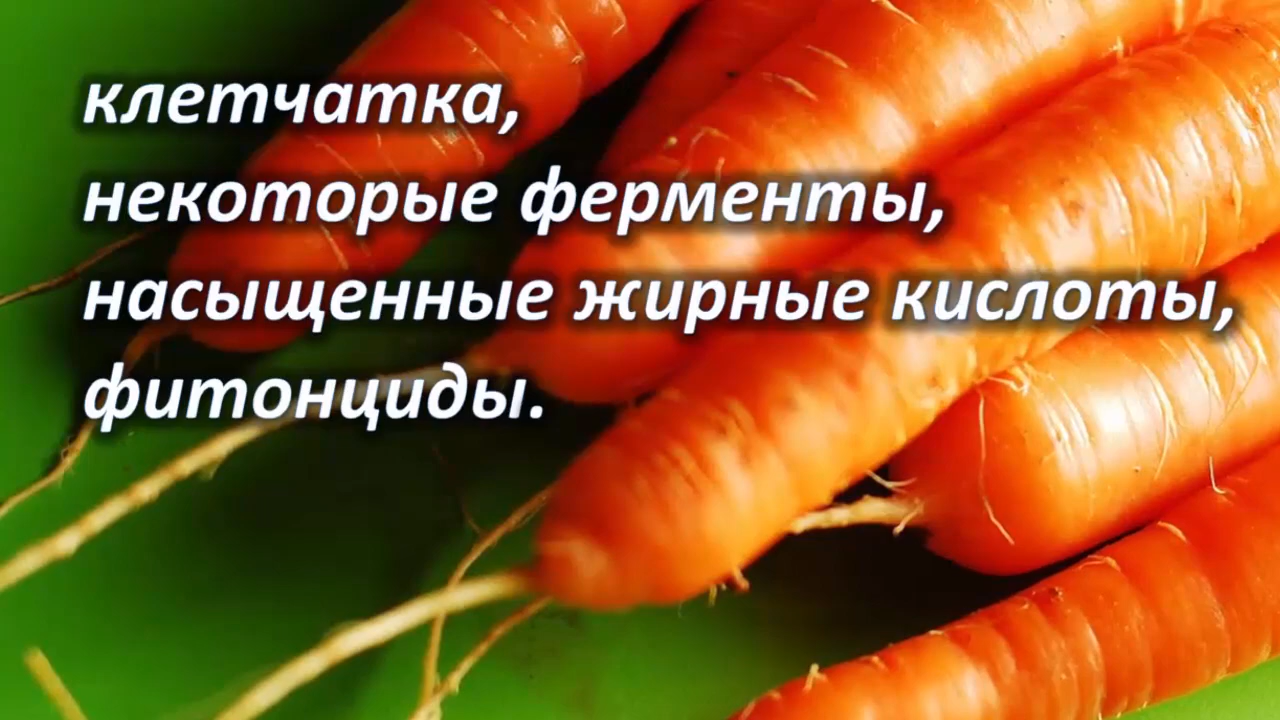 клетчатка,
некоторые ферменты,
насыщенные жирные кислоты,
фитонциды.